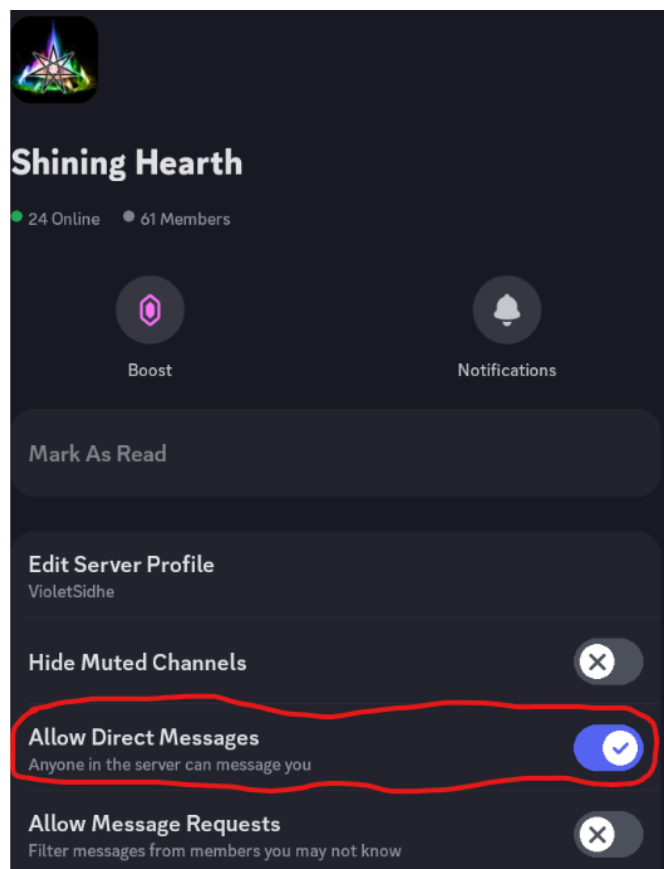 Shining Hearth
24 Online 61 Members
Boost Notifications
Mark As Read
Edit Server Profile
VioletSidhe
Hide Muted Channels
Allow Direct Messages
Anyone in the server can message you
Allow Message Requests
Filter messages from members you may not know